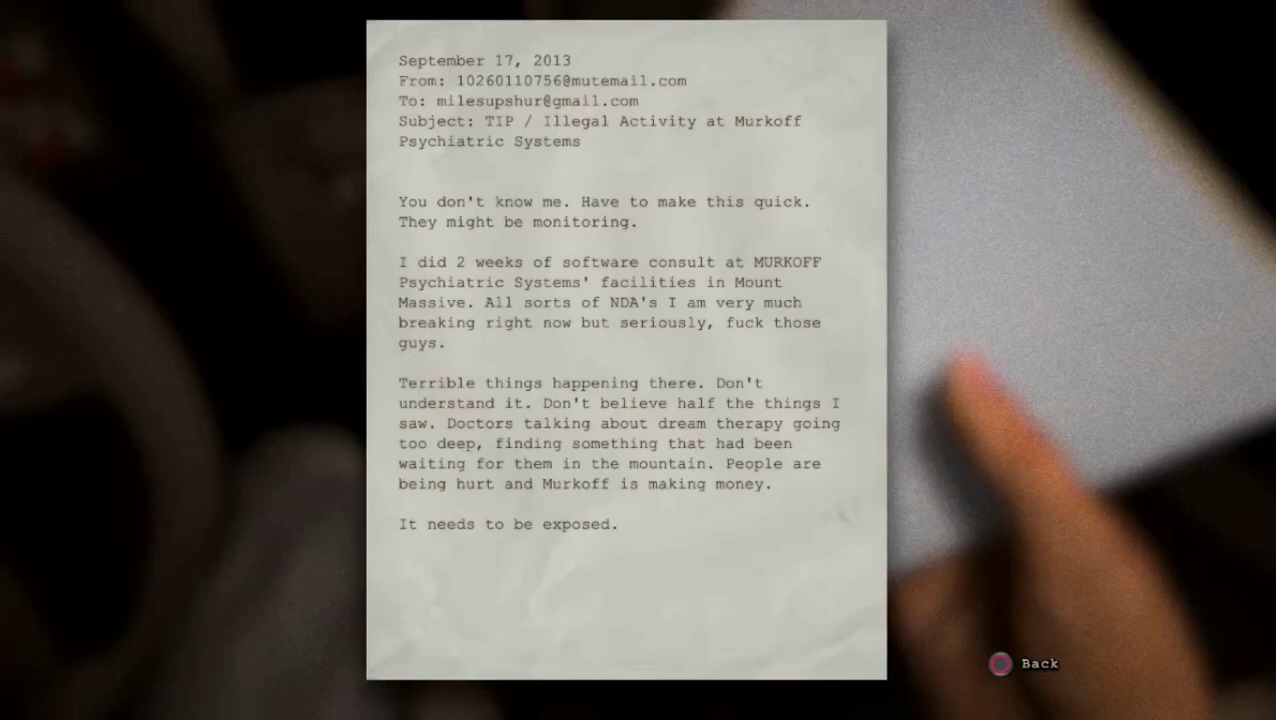 September 17, 2013
From: 10260110756@mutemail.com
To: milesupshur@gmail.com
Subject: TIP / Illegal Activity at Murkoff
Psychiatric Systems
You don't know me. Have to make this quick.
They might be monitoring.
I did 2 weeks of software consult at MURKOFF
Psychiatric Systems' facilities in Mount
Massive. All sorts of NDA's I am very much
breaking right now but seriously, fuck those
guys.
Terrible things happening there. Don't
understand it. Don't believe half the things I
saw. Doctors talking about dream therapy going
too deep, finding something that had been
waiting for them in the mountain. People are
being hurt and Murkoff is making money.
It needs to be exposed.
Back